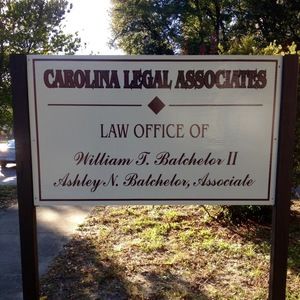 CAROLINA LEGAL ASSOCIATES
LAW OFFICE OF
William T. Batchelor II
Ashley N. Batchelor, Associate